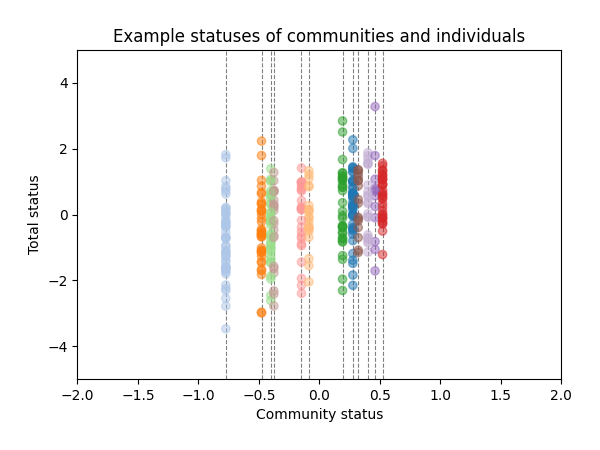 Example statuses of communities and individuals
Total status
4
2
0
−2
−4
−2.0 −1.5 −1.0 −0.5 0.0 0.5 1.0 1.5 2.0
Community status